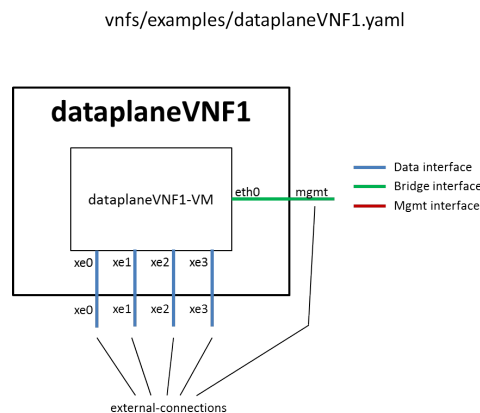 vnfs/examples/dataplaneVNF1.yaml
dataplaneVNF1
dataplaneVNF1-VM
eth0 mgmt
Data interface
Bridge interface
Mgmt interface
xe0 xe1 xe2 xe3
xe0 xe1 xe2 xe3
external-connections